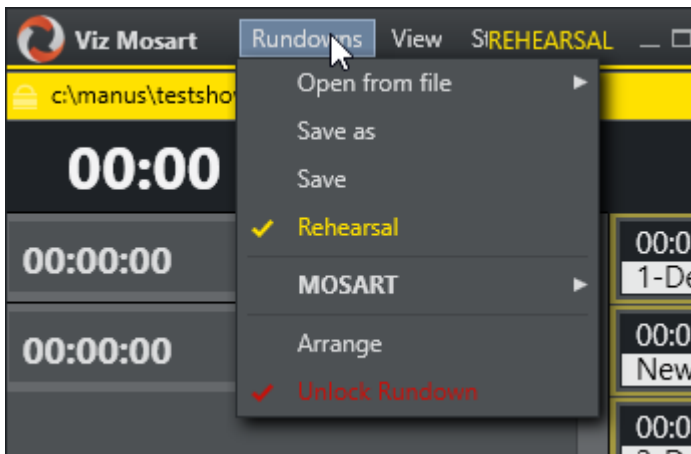 Viz Mosart Rundowns View St REHEARSAL
c:\manus\testsho
00:00
Open from file
Save as
Save
Rehearsal
MOSART
Arrange
Unlock Rundown
00:00:00
00:00:00
00:0
1-De
00:0
New
00:0